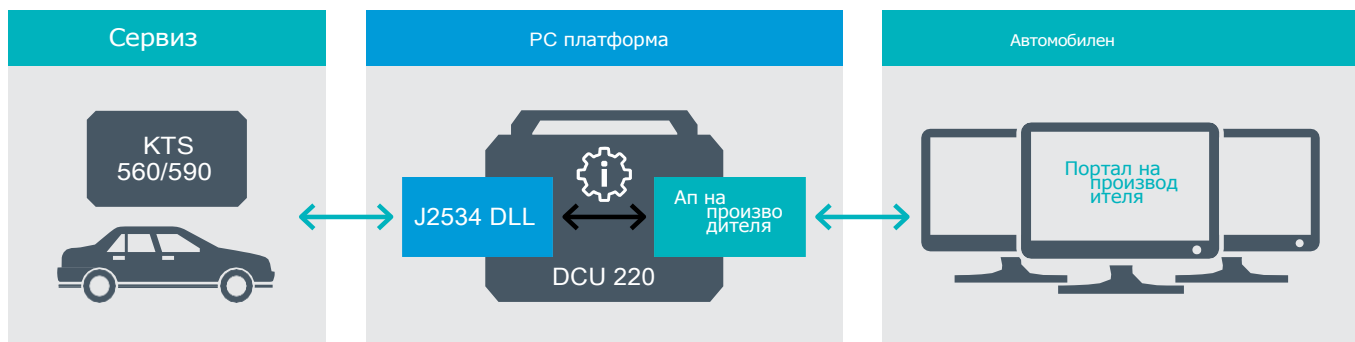 Сервиз
PC платформа
Автомобилен
KTS
560/590
J2534 DLL
Ап на
произво
дителя
DCU 220
Портал на
производ
ителя